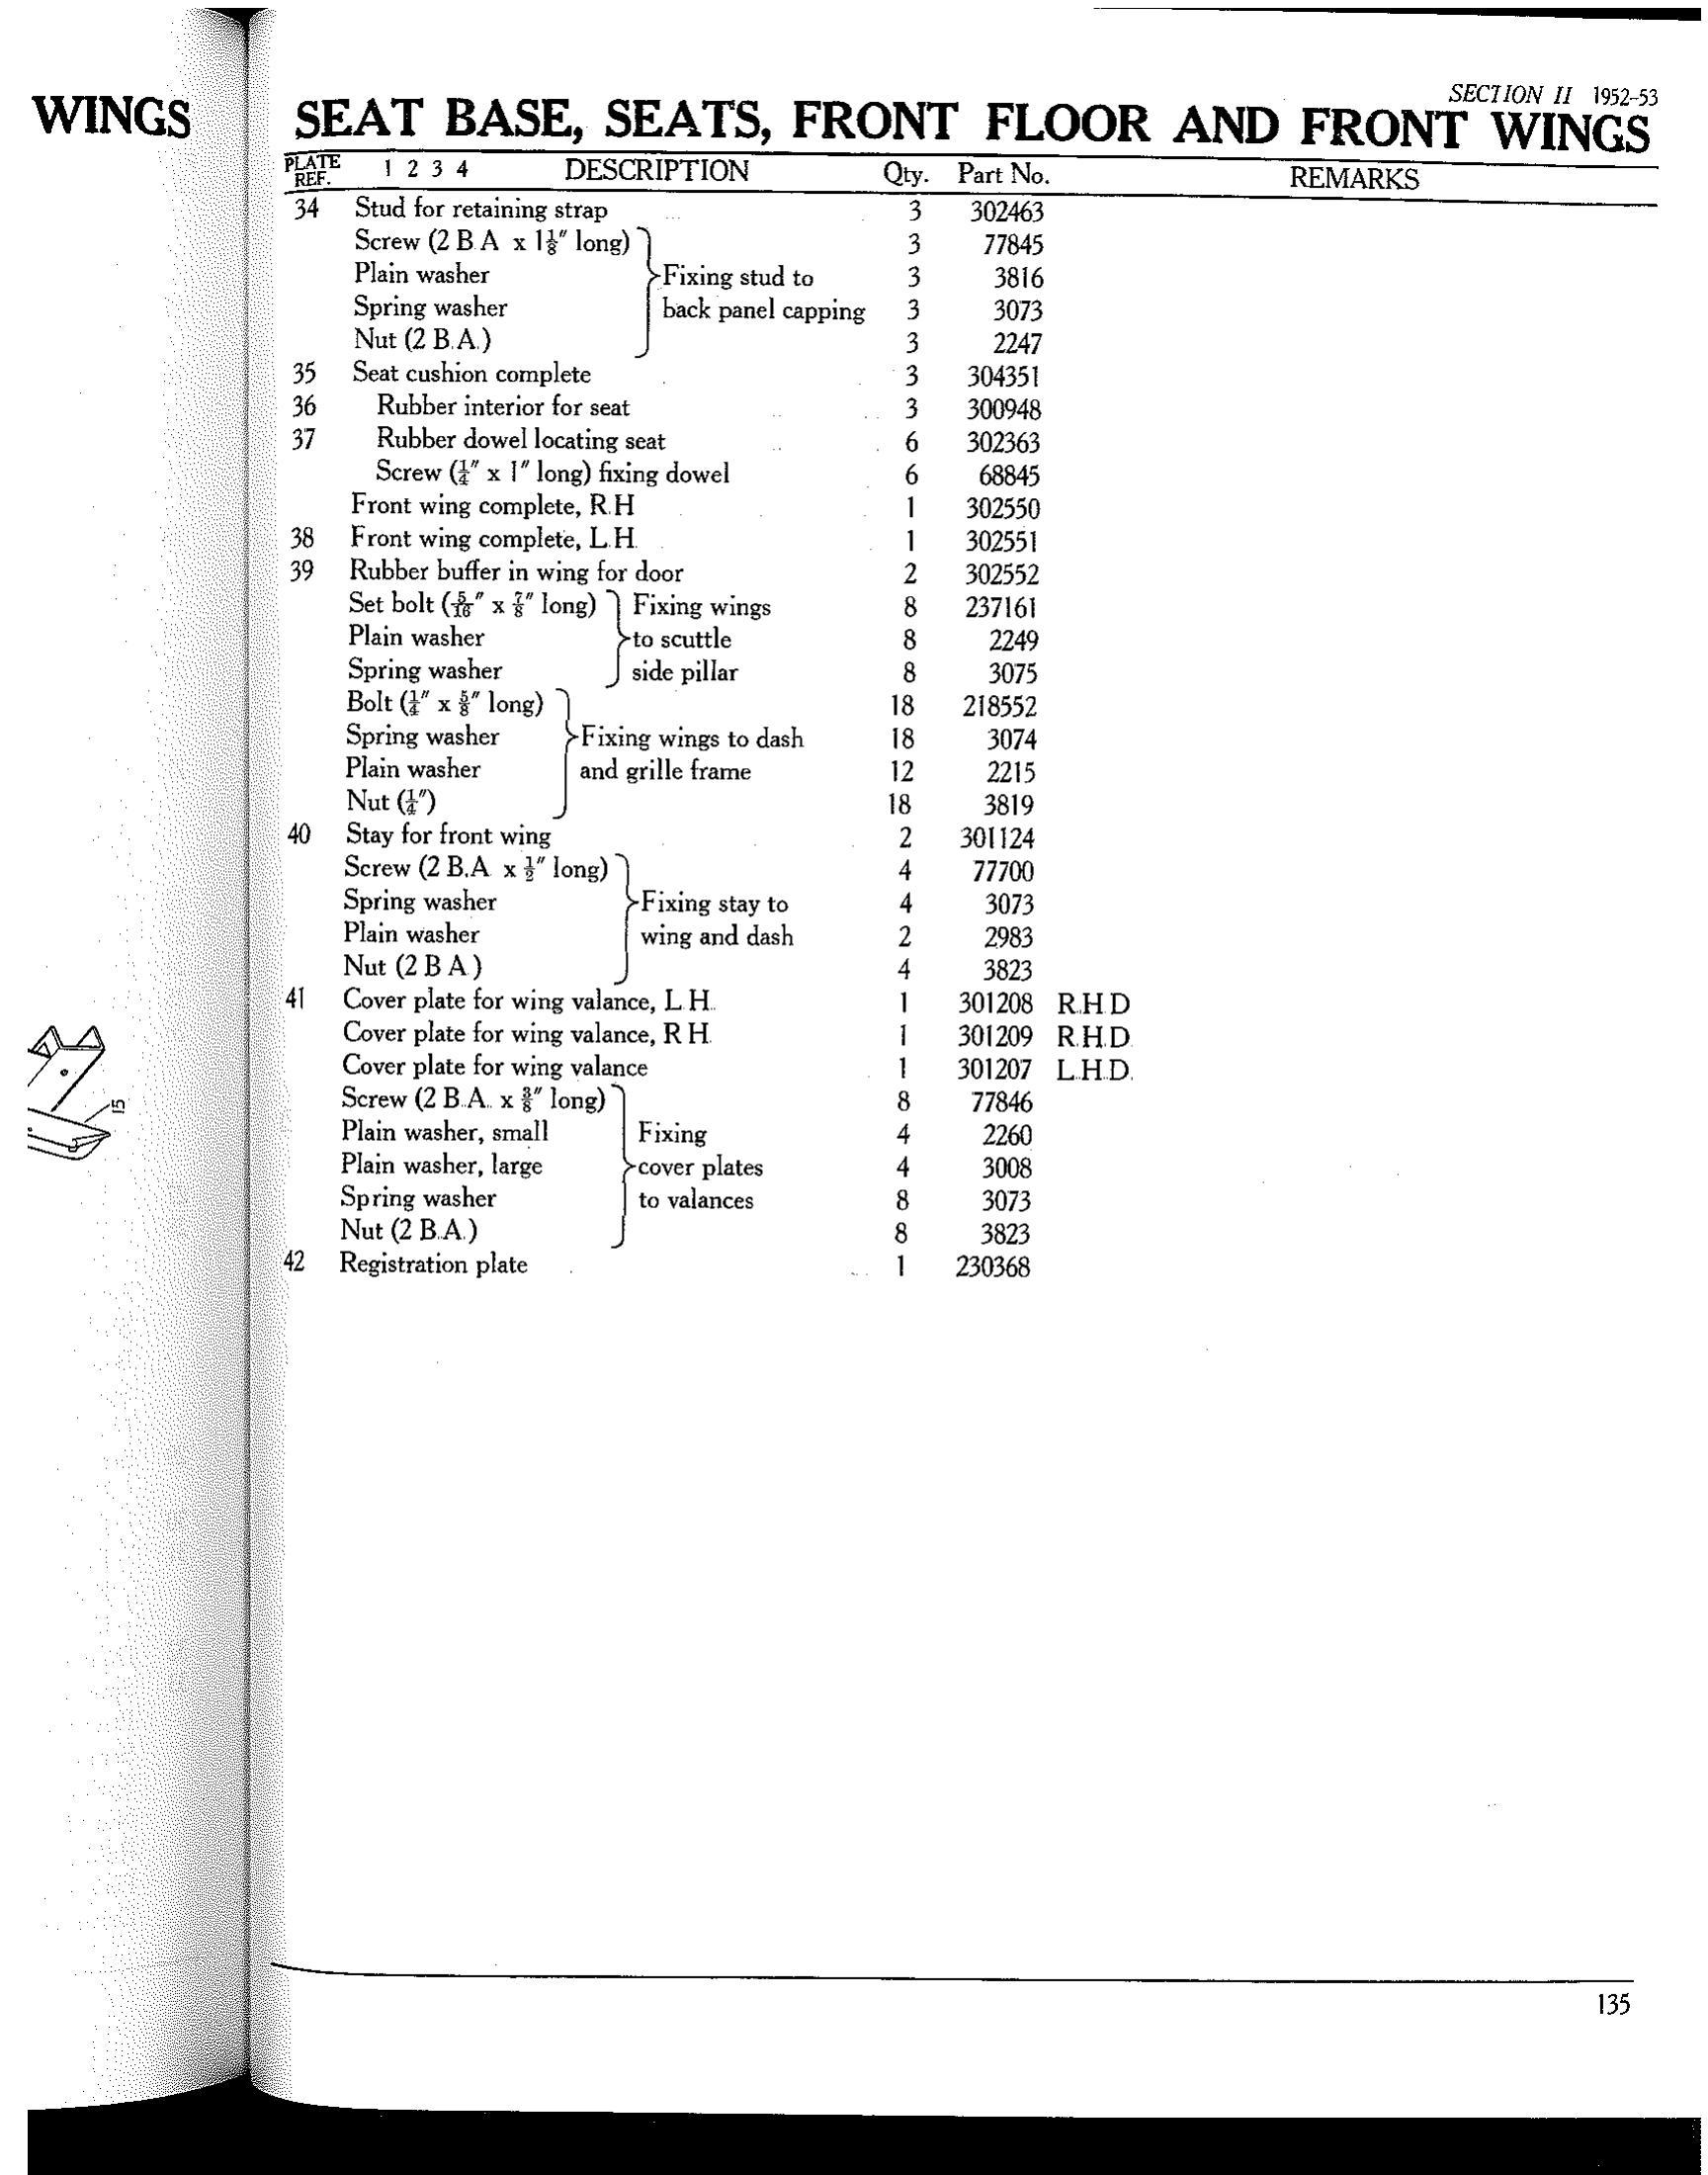 WINGS
SECTION II 1952-53
SEAT BASE, SEATS, FRONT FLOOR AND FRONT WINGS
PLATE REF. 1 2 3 4 DESCRIPTION Qty. Part No. REMARKS
34 Stud for retaining strap 3 302463
Screw (2 B.A x 1⅛″ long) 3 77845
Plain washer Fixing stud to 3 3816
Spring washer back panel capping 3 3073
Nut (2 B.A.) 3 2247
35 Seat cushion complete 3 304351
36 Rubber interior for seat 3 300948
37 Rubber dowel locating seat 6 302363
Screw (¼″ x 1″ long) fixing dowel 6 68845
Front wing complete, R.H 1 302550
38 Front wing complete, L.H. 1 302551
39 Rubber buffer in wing for door 2 302552
Set bolt (5/16″ x ⅞″ long) Fixing wings 8 237161
Plain washer to scuttle 8 2249
Spring washer side pillar 8 3075
Bolt (¼″ x ⅝″ long) 18 218552
Spring washer Fixing wings to dash 18 3074
Plain washer and grille frame 12 2215
Nut (¼″) 18 3819
40 Stay for front wing 2 301124
Screw (2 B.A x ½″ long) 4 77700
Spring washer Fixing stay to 4 3073
Plain washer wing and dash 2 2983
Nut (2 B A.) 4 3823
41 Cover plate for wing valance, L.H. 1 301208 R.H.D
Cover plate for wing valance, R H. 1 301209 R.H.D.
Cover plate for wing valance 1 301207 L.H.D.
Screw (2 B.A. x ⅜″ long) 8 77846
Plain washer, small Fixing 4 2260
Plain washer, large cover plates 4 3008
Spring washer to valances 8 3073
Nut (2 B.A.) 8 3823
42 Registration plate 1 230368
15
135